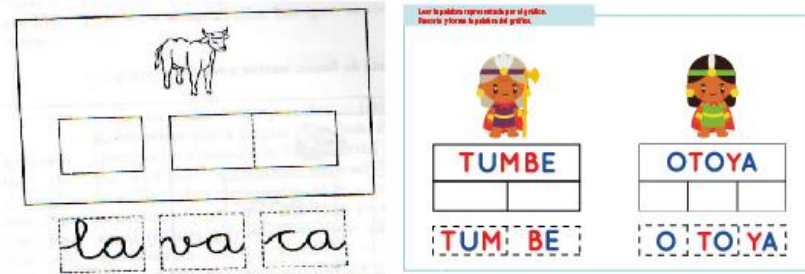 la va ca
Leer la palabra representada por el gráfico.
Recorta y forma la palabra del gráfico.
TUMBE
TUM BE
OTOYA
O TO YA